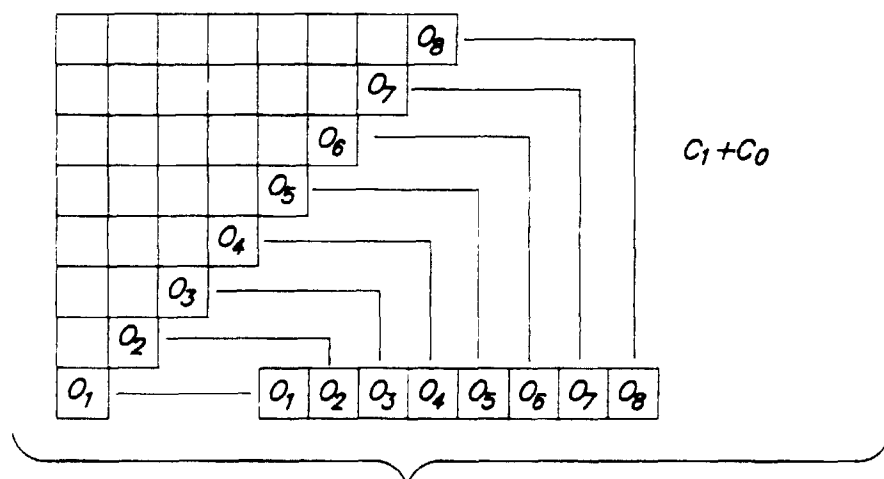 O₈
O₇
O₆
C₁+C₀
O₅
O₄
O₃
O₂
O₁ O₁ O₂ O₃ O₄ O₅ O₆ O₇ O₈